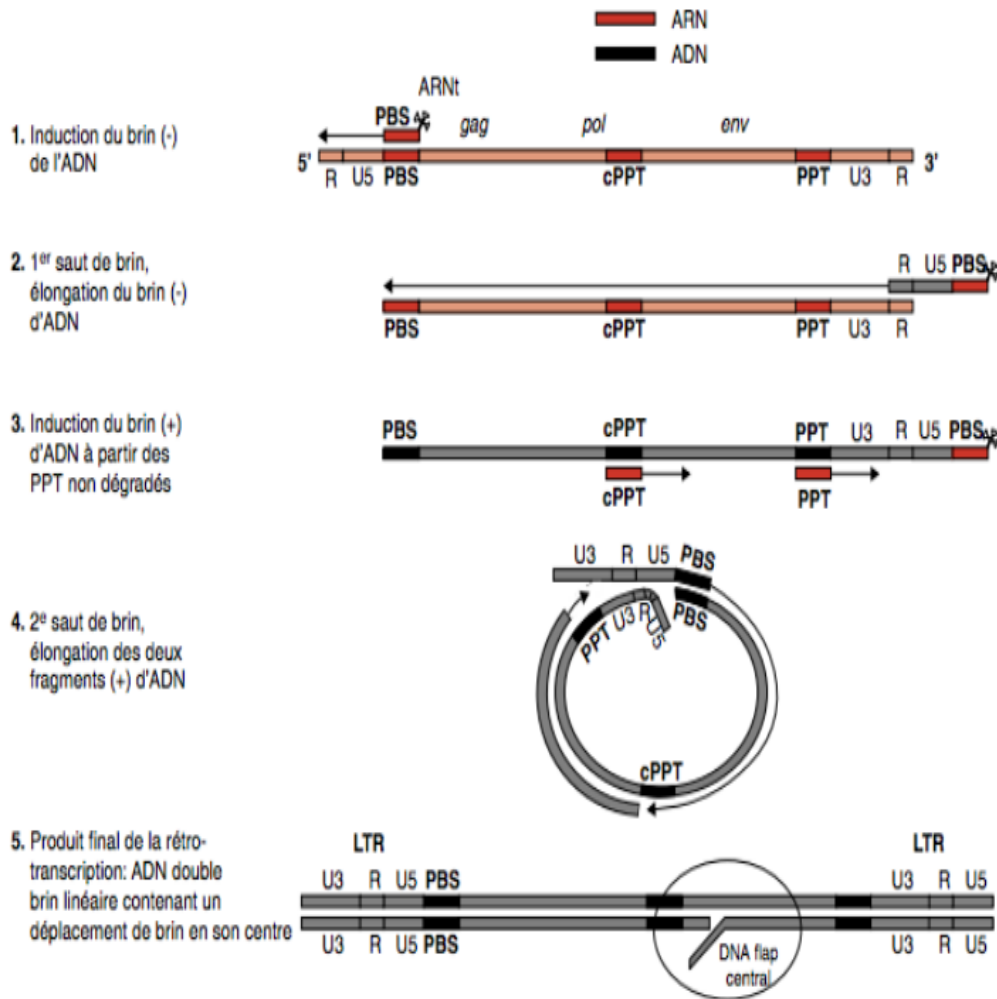 ARN
ADN
ARNt
PBS
gag pol env
1. Induction du brin (-)
de l'ADN
5' 3'
R U5 PBS cPPT PPT U3 R
2. 1er saut de brin,
élongation du brin (-)
d'ADN
R U5 PBS
PBS cPPT PPT U3 R
3. Induction du brin (+)
d'ADN à partir des
PPT non dégradés
PBS cPPT PPT U3 R U5 PBS
cPPT PPT
4. 2e saut de brin,
élongation des deux
fragments (+) d'ADN
U3 R U5 PBS
PPT U3 R U5 PBS
cPPT
5. Produit final de la rétro-
transcription: ADN double
brin linéaire contenant un
déplacement de brin en son centre
LTR LTR
U3 R U5 PBS U3 R U5
U3 R U5 PBS U3 R U5
DNA flap
central